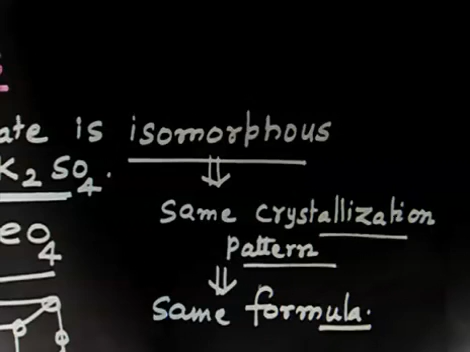 ate is isomorphous
K2SO4.
eO4
⇓
same crystallization
pattern
⇓
same formula.